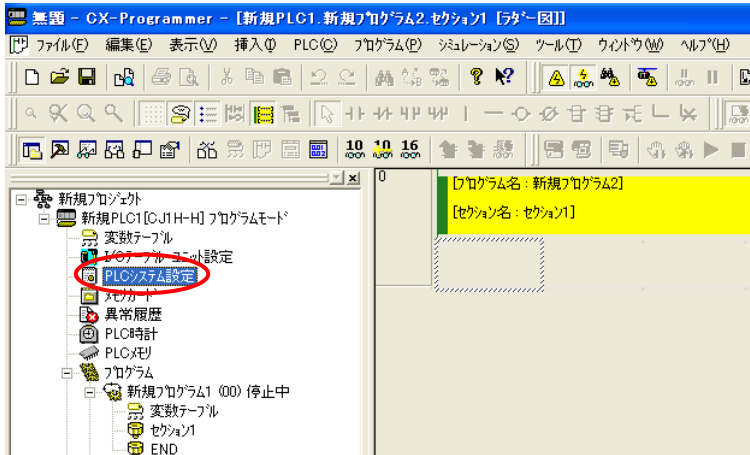 無題 - CX-Programmer - [新規PLC1.新規ﾌﾟﾛｸﾞﾗﾑ2.ｾｸｼｮﾝ1 [ﾗﾀﾞｰ図]]
ﾌｧｲﾙ(F) 編集(E) 表示(V) 挿入(I) PLC(C) ﾌﾟﾛｸﾞﾗﾑ(P) ｼﾐｭﾚｰｼｮﾝ(S) ﾂｰﾙ(T) ｳｨﾝﾄﾞｳ(W) ﾍﾙﾌﾟ(H)
10 10 16
新規ﾌﾟﾛｼﾞｪｸﾄ
新規PLC1[CJ1H-H] ﾌﾟﾛｸﾞﾗﾑﾓｰﾄﾞ
変数ﾃｰﾌﾞﾙ
I/Oﾃｰﾌﾞﾙ･ﾕﾆｯﾄ設定
PLCｼｽﾃﾑ設定
ﾒﾓﾘｶｰﾄﾞ
異常履歴
PLC時計
PLCﾒﾓﾘ
ﾌﾟﾛｸﾞﾗﾑ
新規ﾌﾟﾛｸﾞﾗﾑ1 (00) 停止中
変数ﾃｰﾌﾞﾙ
ｾｸｼｮﾝ1
END
0
[ﾌﾟﾛｸﾞﾗﾑ名 : 新規ﾌﾟﾛｸﾞﾗﾑ2]
[ｾｸｼｮﾝ名 : ｾｸｼｮﾝ1]